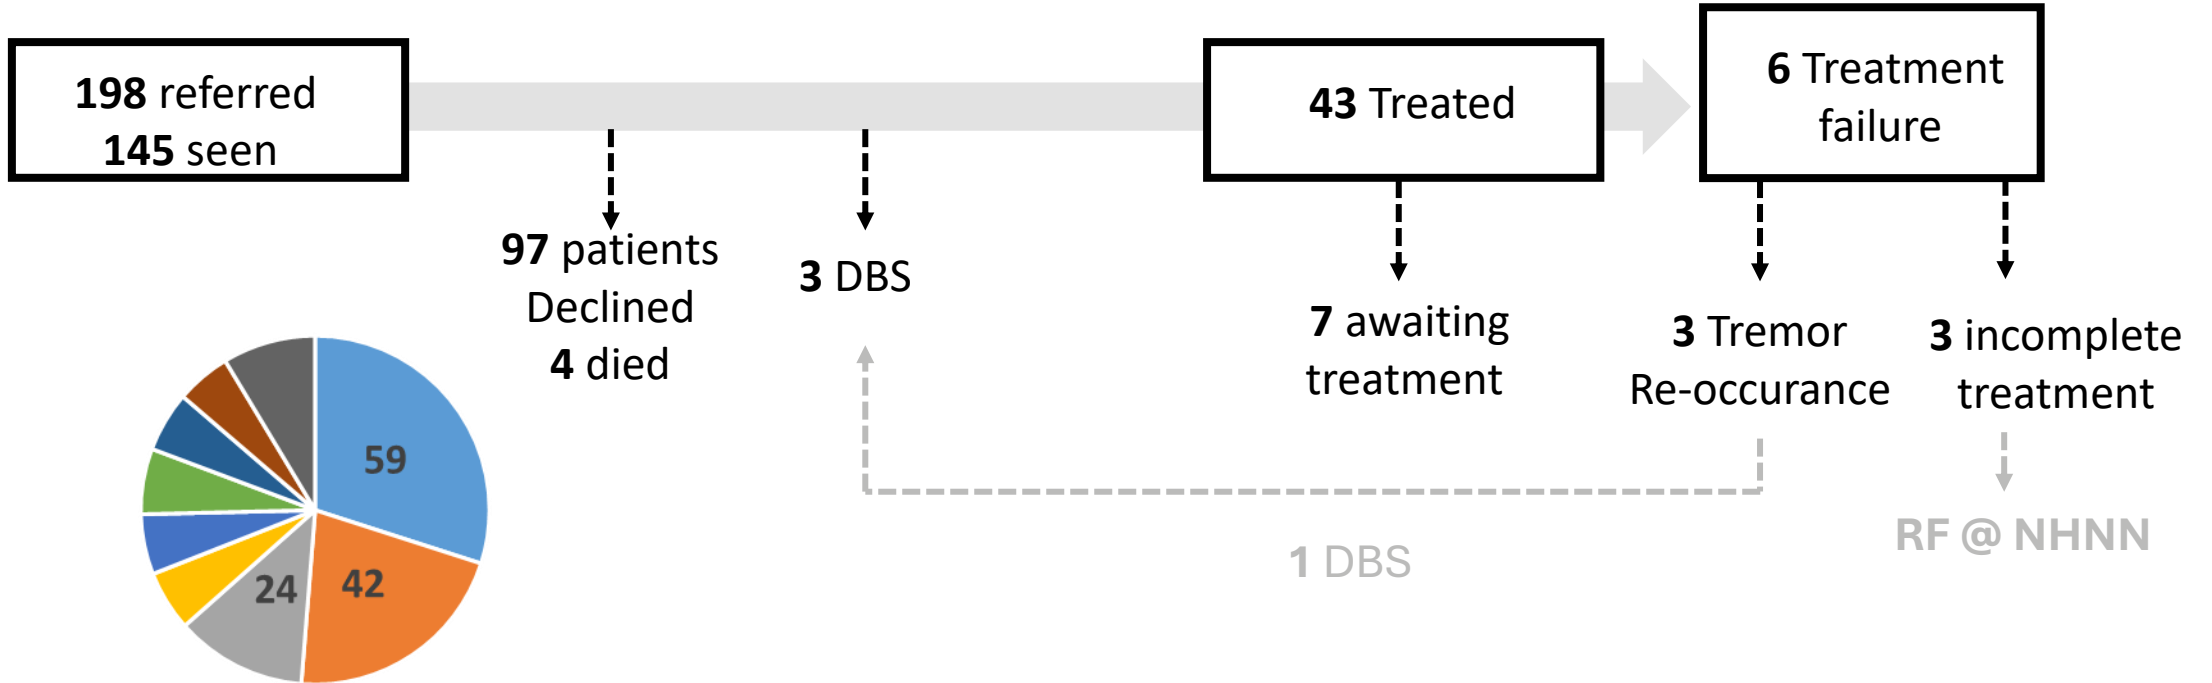 198 referred
145 seen
43 Treated
6 Treatment
failure
97 patients
Declined
4 died
3 DBS
7 awaiting
treatment
3 Tremor
Re-occurance
3 incomplete
treatment
59
42
24
1 DBS
RF @ NHNN